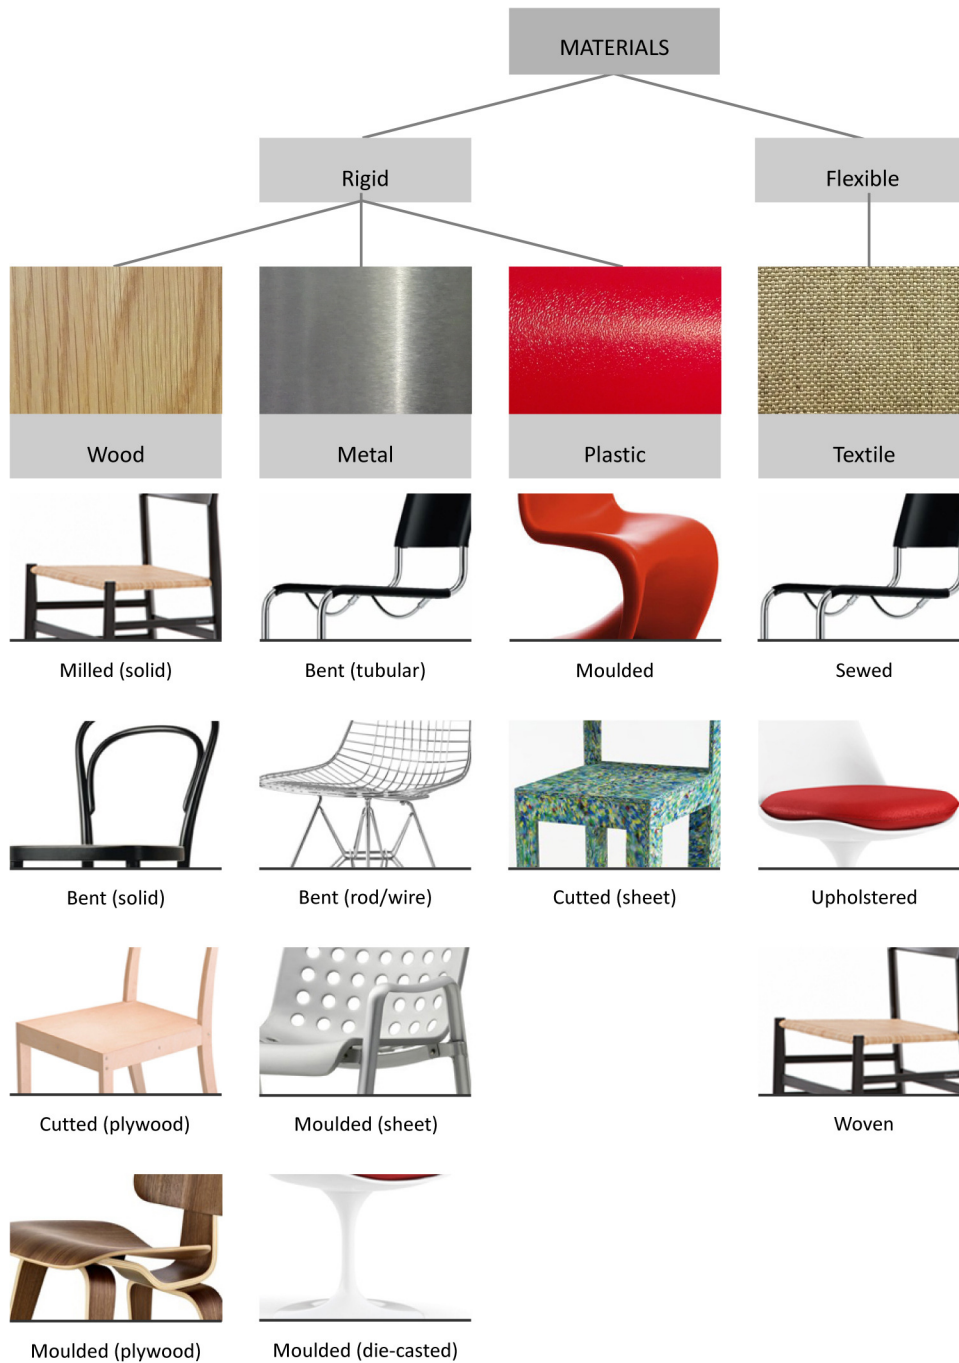 MATERIALS
Rigid
Flexible
Wood
Metal
Plastic
Textile
Milled (solid)
Bent (tubular)
Moulded
Sewed
Bent (solid)
Bent (rod/wire)
Cutted (sheet)
Upholstered
Cutted (plywood)
Moulded (sheet)
Woven
Moulded (plywood)
Moulded (die-casted)